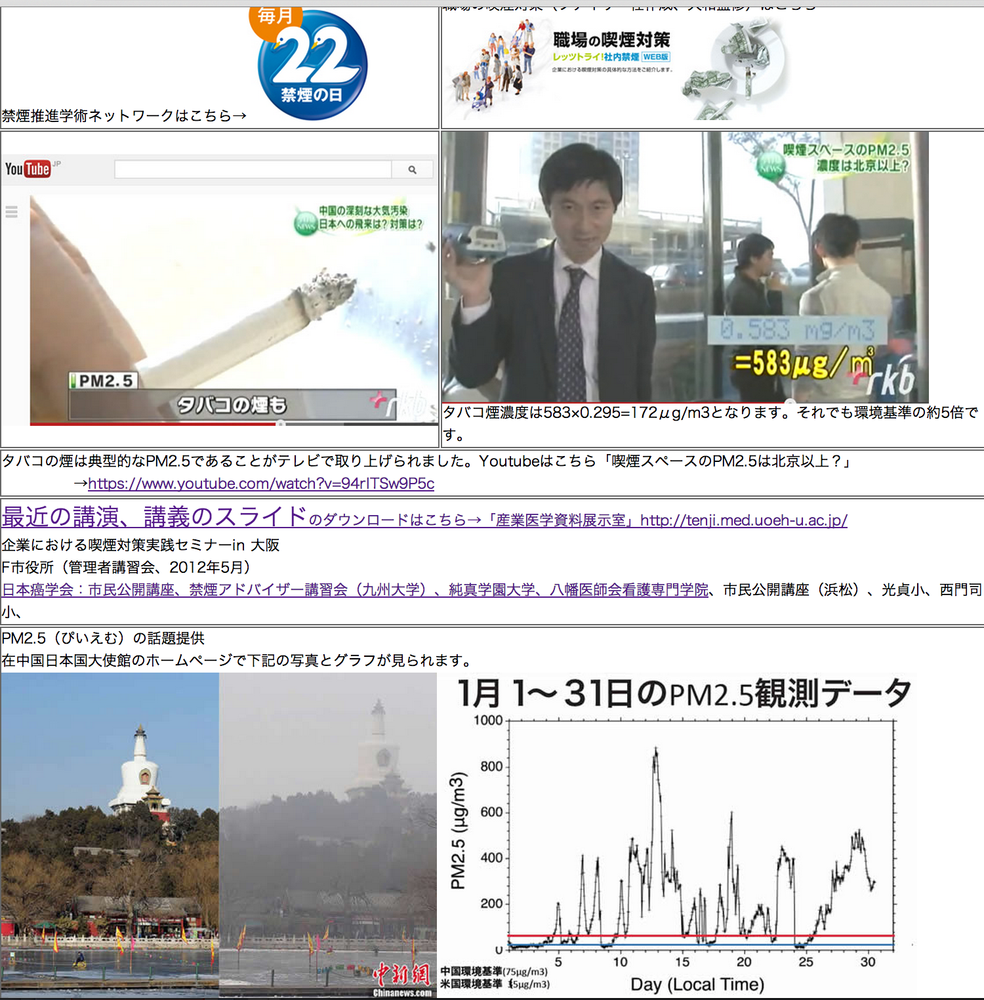 毎月
22
禁煙の日
禁煙推進学術ネットワークはこちら→
職場の喫煙対策
レッツトライ!社内禁煙 WEB版
企業における喫煙対策の具体的な方法をご紹介します。
YouTube JP
中国の深刻な大気汚染
日本への飛来は?対策は?
NEWS
PM2.5
タバコの煙も
rkb
喫煙スペースのPM2.5
濃度は北京以上?
NEWS
0.583 mg/m3
=583μg/m³
rkb
タバコ煙濃度は583×0.295=172μg/m3となります。それでも環境基準の約5倍で
す。
タバコの煙は典型的なPM2.5であることがテレビで取り上げられました。Youtubeはこちら「喫煙スペースのPM2.5は北京以上？」
→https://www.youtube.com/watch?v=94rITSw9P5c
最近の講演、講義のスライドのダウンロードはこちら→「産業医学資料展示室」http://tenji.med.uoeh-u.ac.jp/
企業における喫煙対策実践セミナーin 大阪
F市役所（管理者講習会、2012年5月）
日本癌学会：市民公開講座、禁煙アドバイザー講習会（九州大学）、純真学園大学、八幡医師会看護専門学院、市民公開講座（浜松）、光貞小、西門司
小、
PM2.5（ぴいえむ）の話題提供
在中国日本国大使館のホームページで下記の写真とグラフが見られます。
中新網
Chinanews.com
1月 1～31日のPM2.5観測データ
PM2.5 (μg/m3)
1000
800
600
400
200
0
5 10 15 20 25 30
Day (Local Time)
中国環境基準(75μg/m3)
米国環境基準